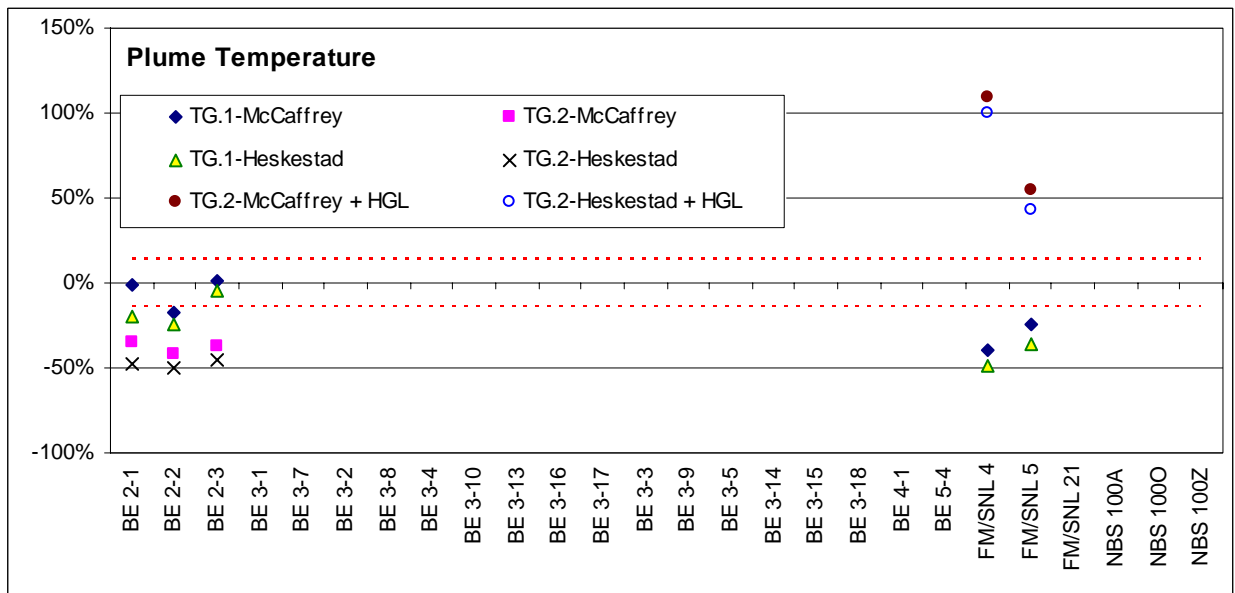 150%
Plume Temperature
100%
TG.1-McCaffrey
TG.2-McCaffrey
TG.1-Heskestad
TG.2-Heskestad
TG.2-McCaffrey + HGL
TG.2-Heskestad + HGL
50%
0%
-50%
-100%
BE 2-1
BE 2-2
BE 2-3
BE 3-1
BE 3-7
BE 3-2
BE 3-8
BE 3-4
BE 3-10
BE 3-13
BE 3-16
BE 3-17
BE 3-3
BE 3-9
BE 3-5
BE 3-14
BE 3-15
BE 3-18
BE 4-1
BE 5-4
FM/SNL 4
FM/SNL 5
FM/SNL 21
NBS 100A
NBS 100O
NBS 100Z